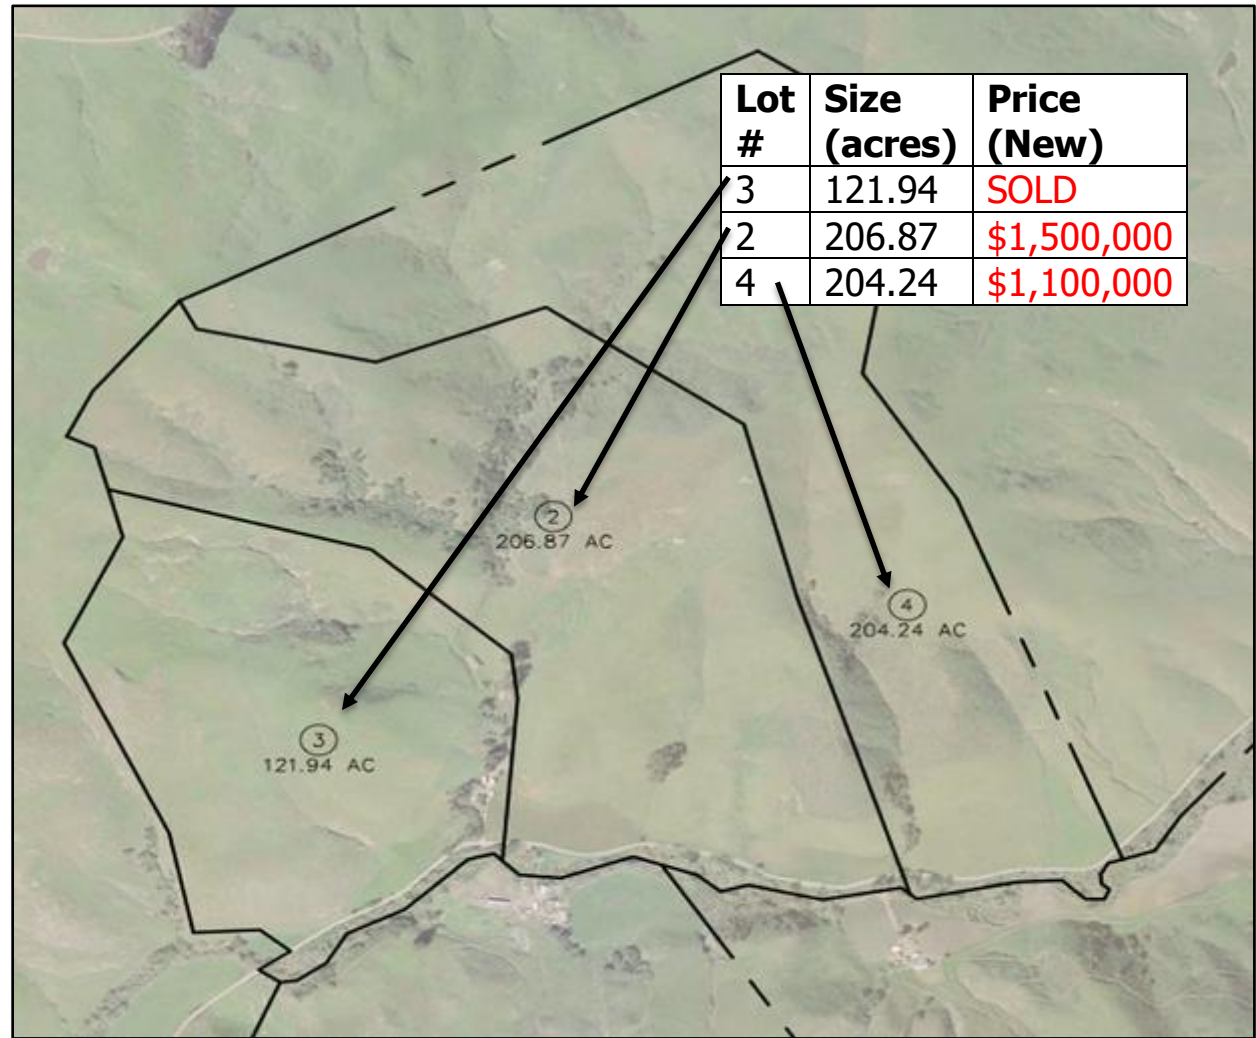 Lot # Size (acres) Price (New)
3 121.94 SOLD
2 206.87 $1,500,000
4 204.24 $1,100,000
2
206.87 AC
4
204.24 AC
3
121.94 AC